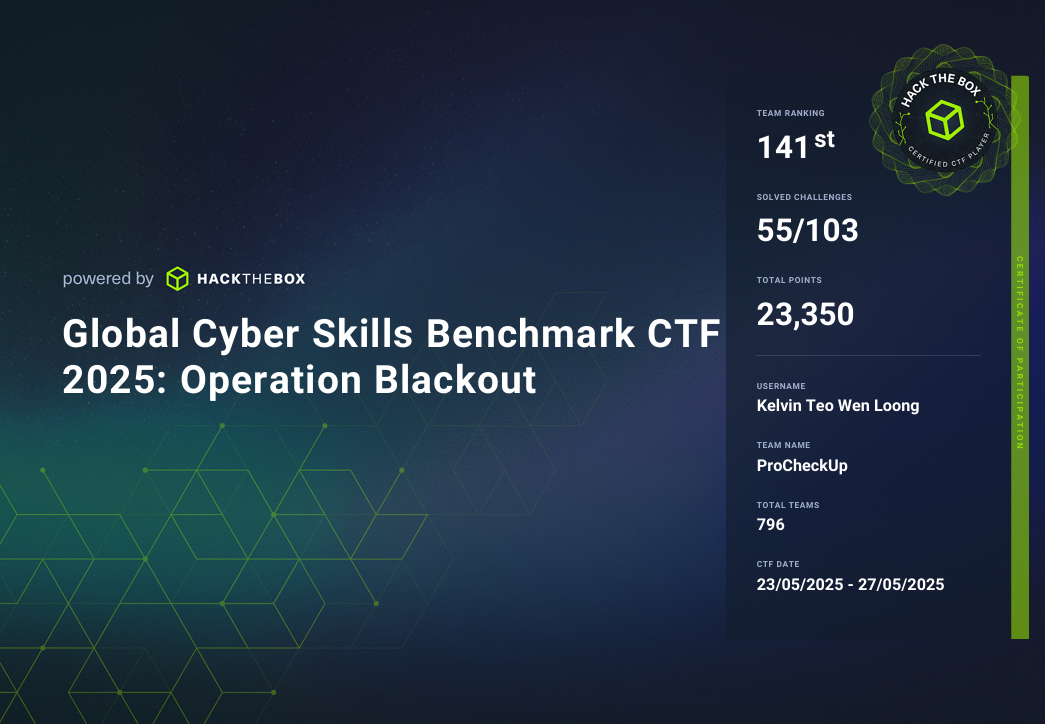 powered by HACKTHEBOX
Global Cyber Skills Benchmark CTF
2025: Operation Blackout
HACK THE BOX
CERTIFIED CTF PLAYER
TEAM RANKING
141st
SOLVED CHALLENGES
55/103
TOTAL POINTS
23,350
USERNAME
Kelvin Teo Wen Loong
TEAM NAME
ProCheckUp
TOTAL TEAMS
796
CTF DATE
23/05/2025 - 27/05/2025
CERTIFICATE OF PARTICIPATION